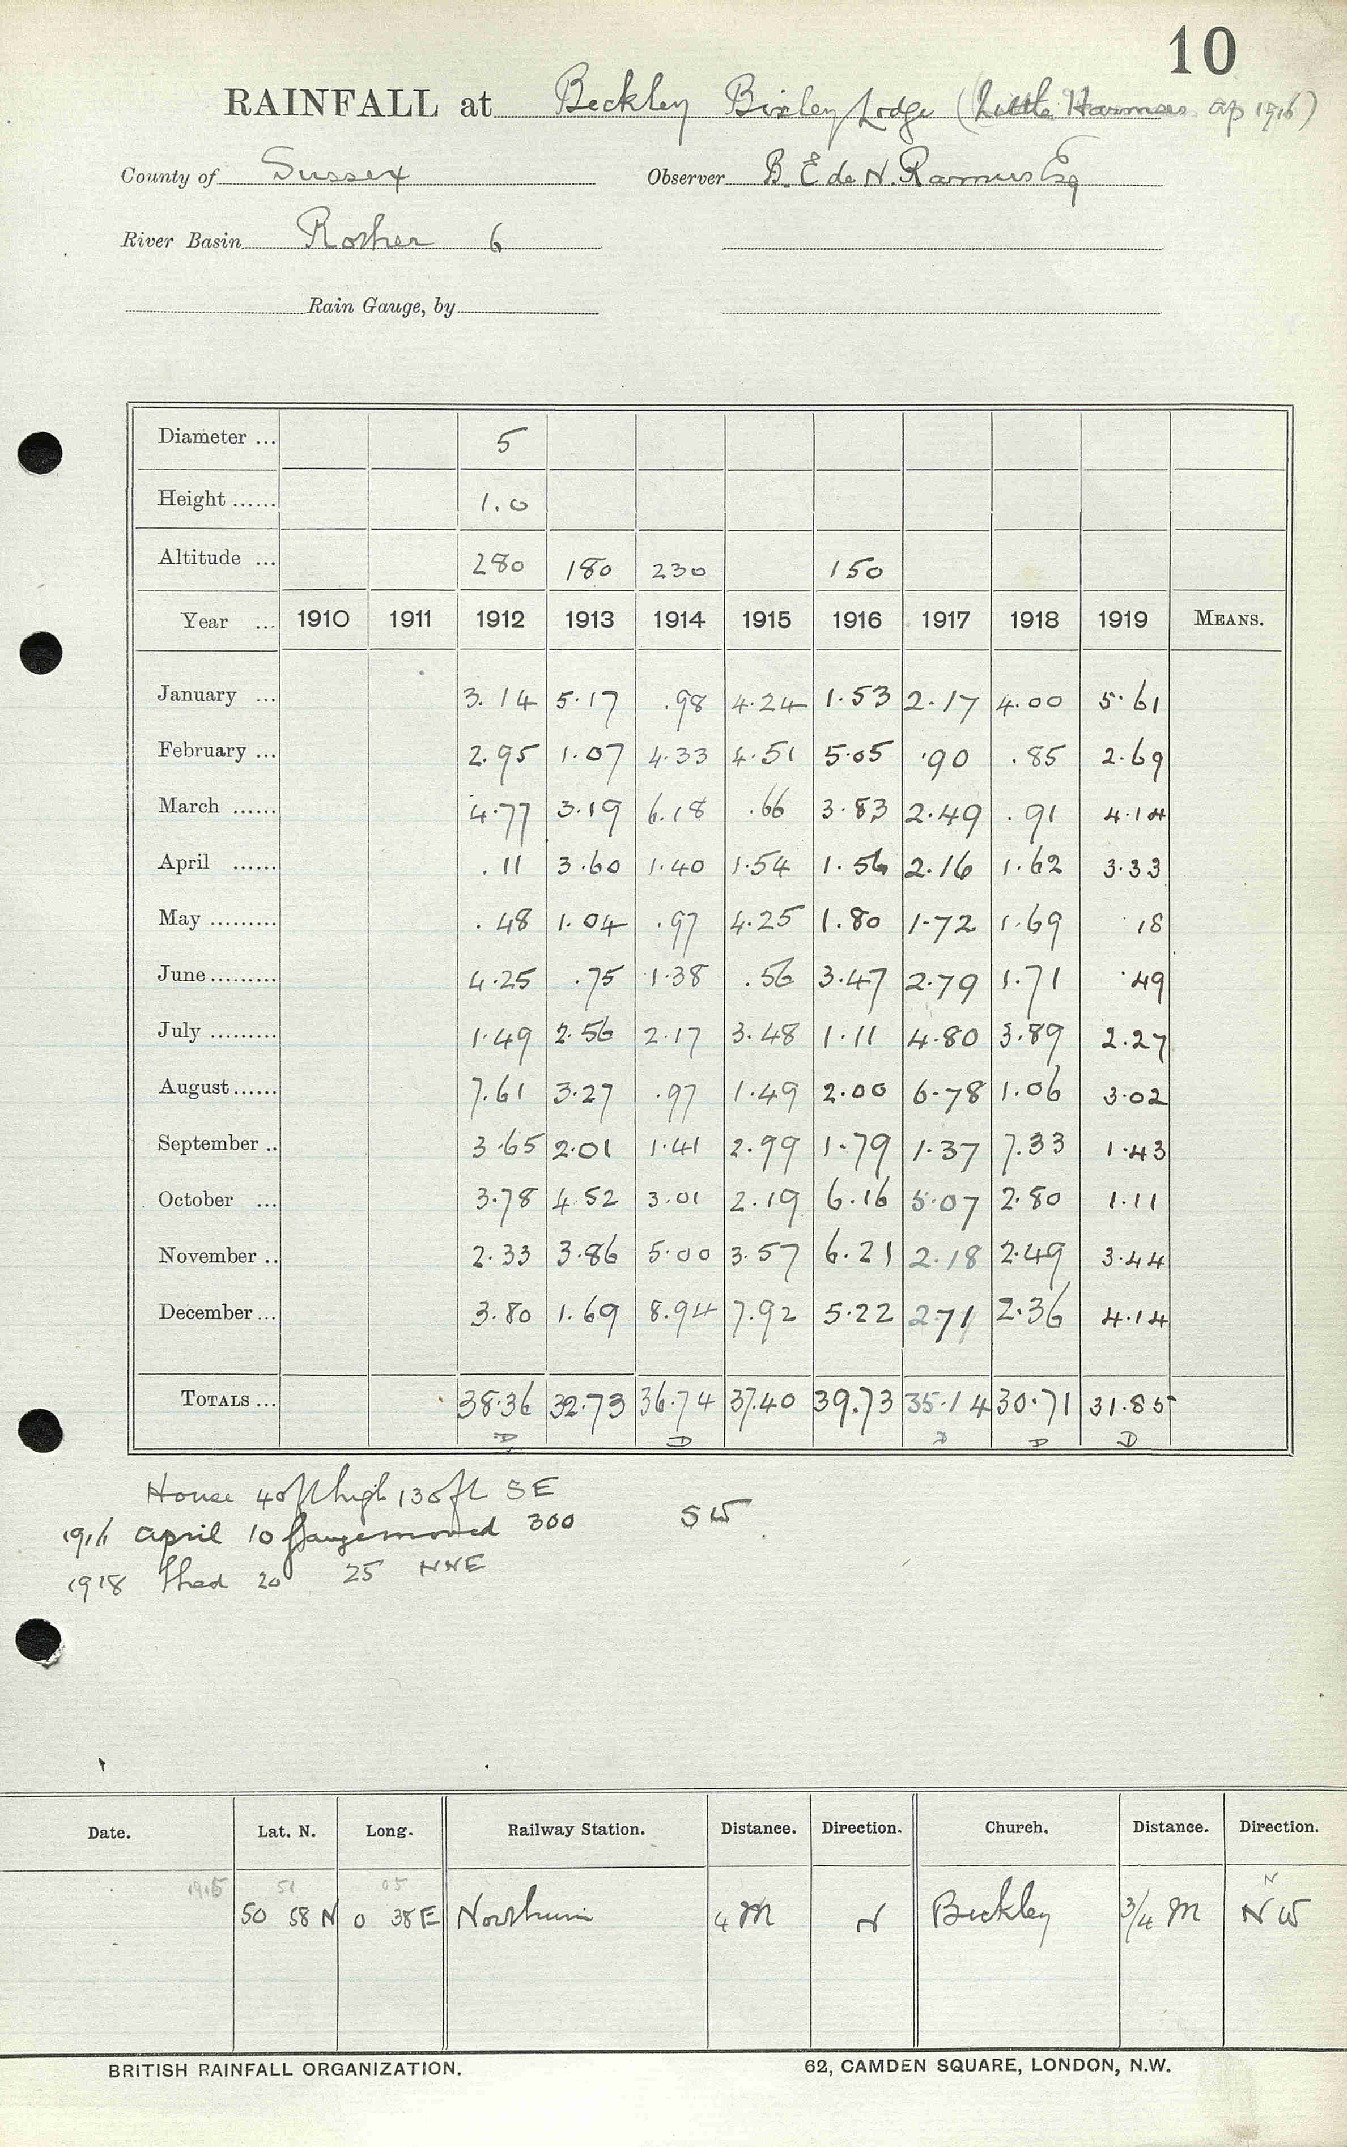 10
RAINFALL at Beckley Bixley Lodge (Little Harmers ap 1916)
County of Sussex Observer B. E de N. Ramus Esq
River Basin Rother 6
Rain Gauge, by
Diameter ... 5
Height ...... 1.0
Altitude ... 280 180 230 150
Year ... 1910 1911 1912 1913 1914 1915 1916 1917 1918 1919 MEANS.
January ... 3.14 5.17 .98 4.24 1.53 2.17 4.00 5.61
February ... 2.95 1.07 4.33 4.51 5.05 .90 .85 2.69
March ...... 4.77 3.19 6.18 .66 3.83 2.49 .91 4.14
April ...... .11 3.60 1.40 1.54 1.56 2.16 1.62 3.33
May ......... .48 1.04 .97 4.25 1.80 1.72 1.69 .18
June ......... 4.25 .75 1.38 .56 3.47 2.79 1.71 .49
July ......... 1.49 2.56 2.17 3.48 1.11 4.80 3.89 2.27
August ...... 7.61 3.27 .97 1.49 2.00 6.78 1.06 3.02
September .. 3.65 2.01 1.41 2.99 1.79 1.37 7.33 1.43
October ... 3.78 4.52 3.01 2.19 6.16 5.07 2.80 1.11
November .. 2.33 3.86 5.00 3.57 6.21 2.18 2.49 3.44
December ... 3.80 1.69 8.94 7.92 5.22 2.71 2.36 4.14
TOTALS ... 38.36 32.73 36.74 37.40 39.73 35.14 30.71 31.85
D D D D D
House 40ft high 130ft SE
1916 April 10 Gauge moved 300 SW
1918 Shed 20 25 NNE
Date. Lat. N. Long. Railway Station. Distance. Direction. Church. Distance. Direction.
1915 51 05 N
50 58 N 0 38 E Northiam 4 M N Beckley 3/4 M NW
BRITISH RAINFALL ORGANIZATION. 62, CAMDEN SQUARE, LONDON, N.W.